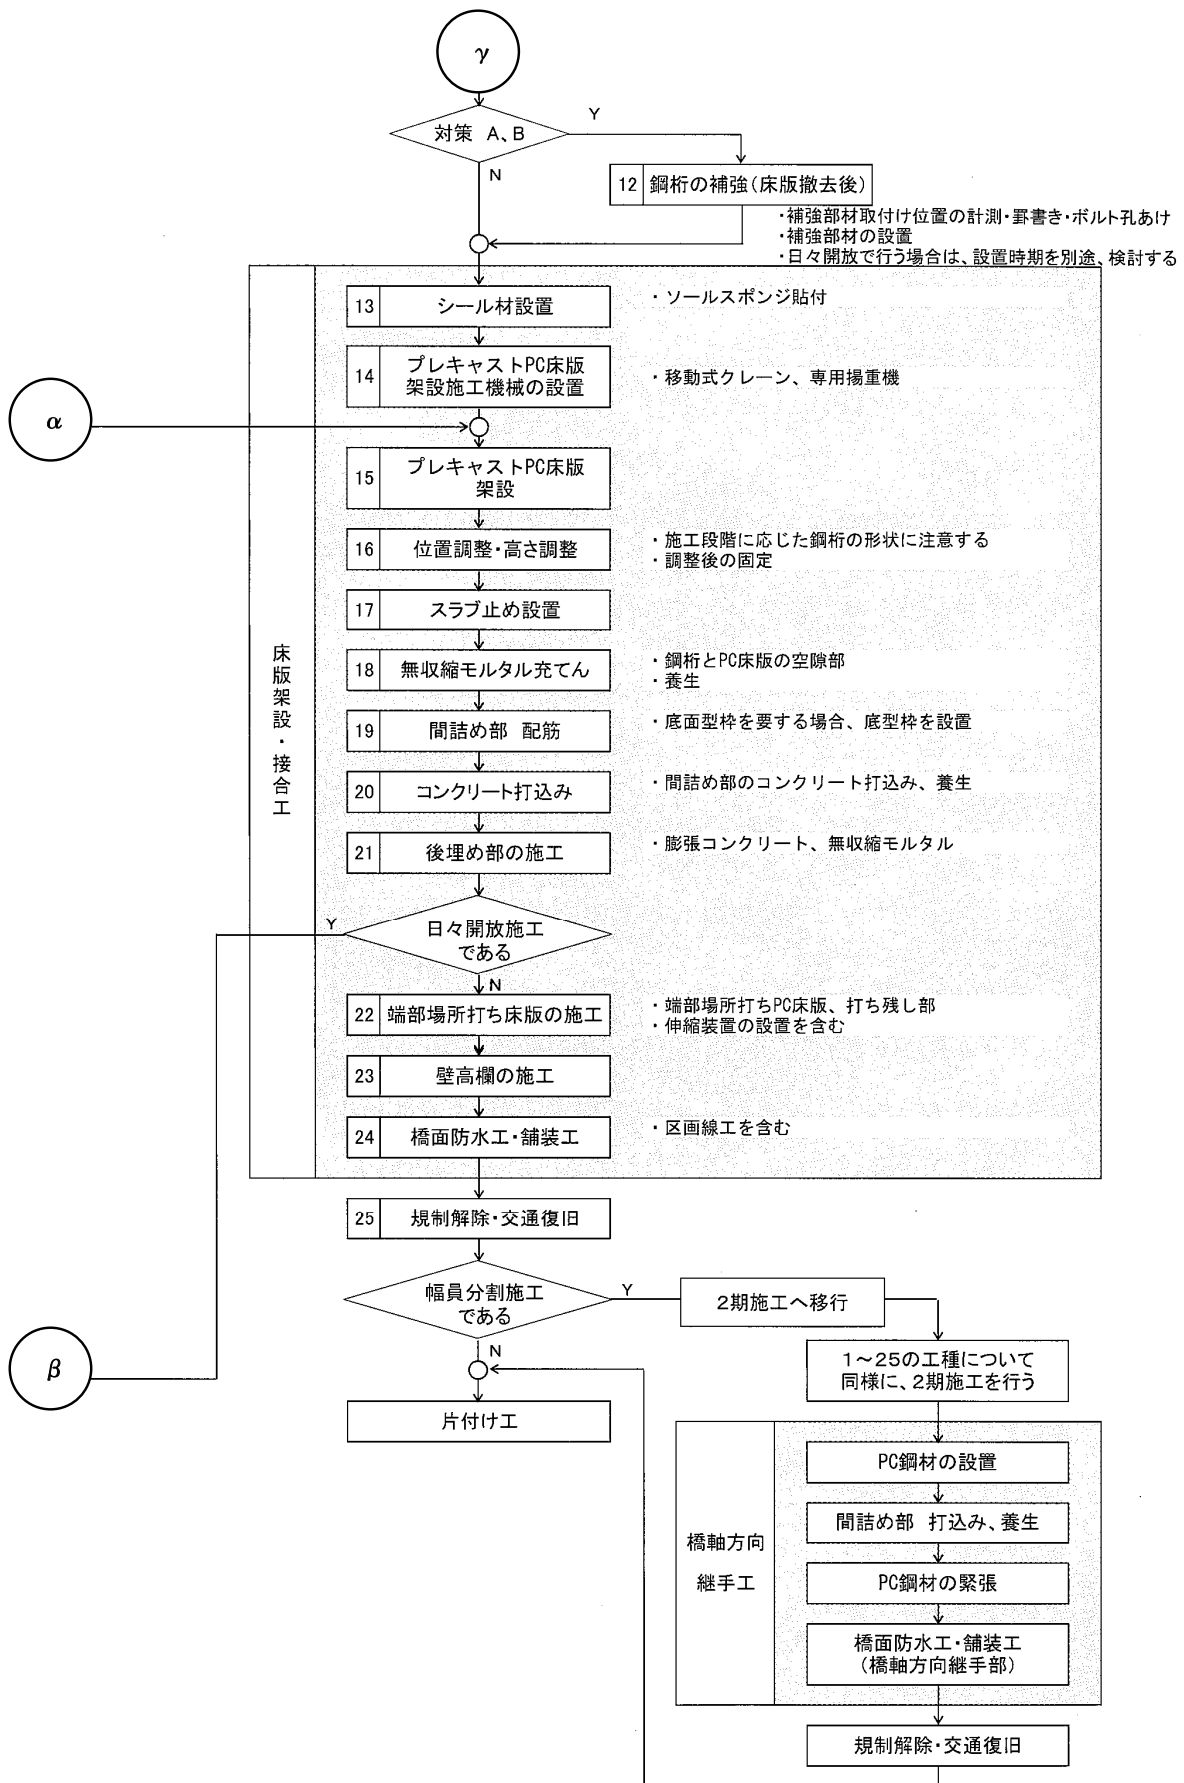 γ
対策 A、B
Y
N
12 鋼桁の補強(床版撤去後)
・補強部材取付け位置の計測・罫書き・ボルト孔あけ
・補強部材の設置
・日々開放で行う場合は、設置時期を別途、検討する
13 シール材設置
・ソールスポンジ貼付
14 プレキャストPC床版
架設施工機械の設置
・移動式クレーン、専用揚重機
α
15 プレキャストPC床版
架設
16 位置調整・高さ調整
・施工段階に応じた鋼桁の形状に注意する
・調整後の固定
17 スラブ止め設置
床版架設・接合工
18 無収縮モルタル充てん
・鋼桁とPC床版の空隙部
・養生
19 間詰め部 配筋
・底面型枠を要する場合、底型枠を設置
20 コンクリート打込み
・間詰め部のコンクリート打込み、養生
21 後埋め部の施工
・膨張コンクリート、無収縮モルタル
Y
日々開放施工
である
N
22 端部場所打ち床版の施工
・端部場所打ちPC床版、打ち残し部
・伸縮装置の設置を含む
23 壁高欄の施工
24 橋面防水工・舗装工
・区画線工を含む
25 規制解除・交通復旧
幅員分割施工
である
Y
2期施工へ移行
N
β
1～25の工種について
同様に、2期施工を行う
片付け工
橋軸方向
継手工
PC鋼材の設置
間詰め部 打込み、養生
PC鋼材の緊張
橋面防水工・舗装工
(橋軸方向継手部)
規制解除・交通復旧